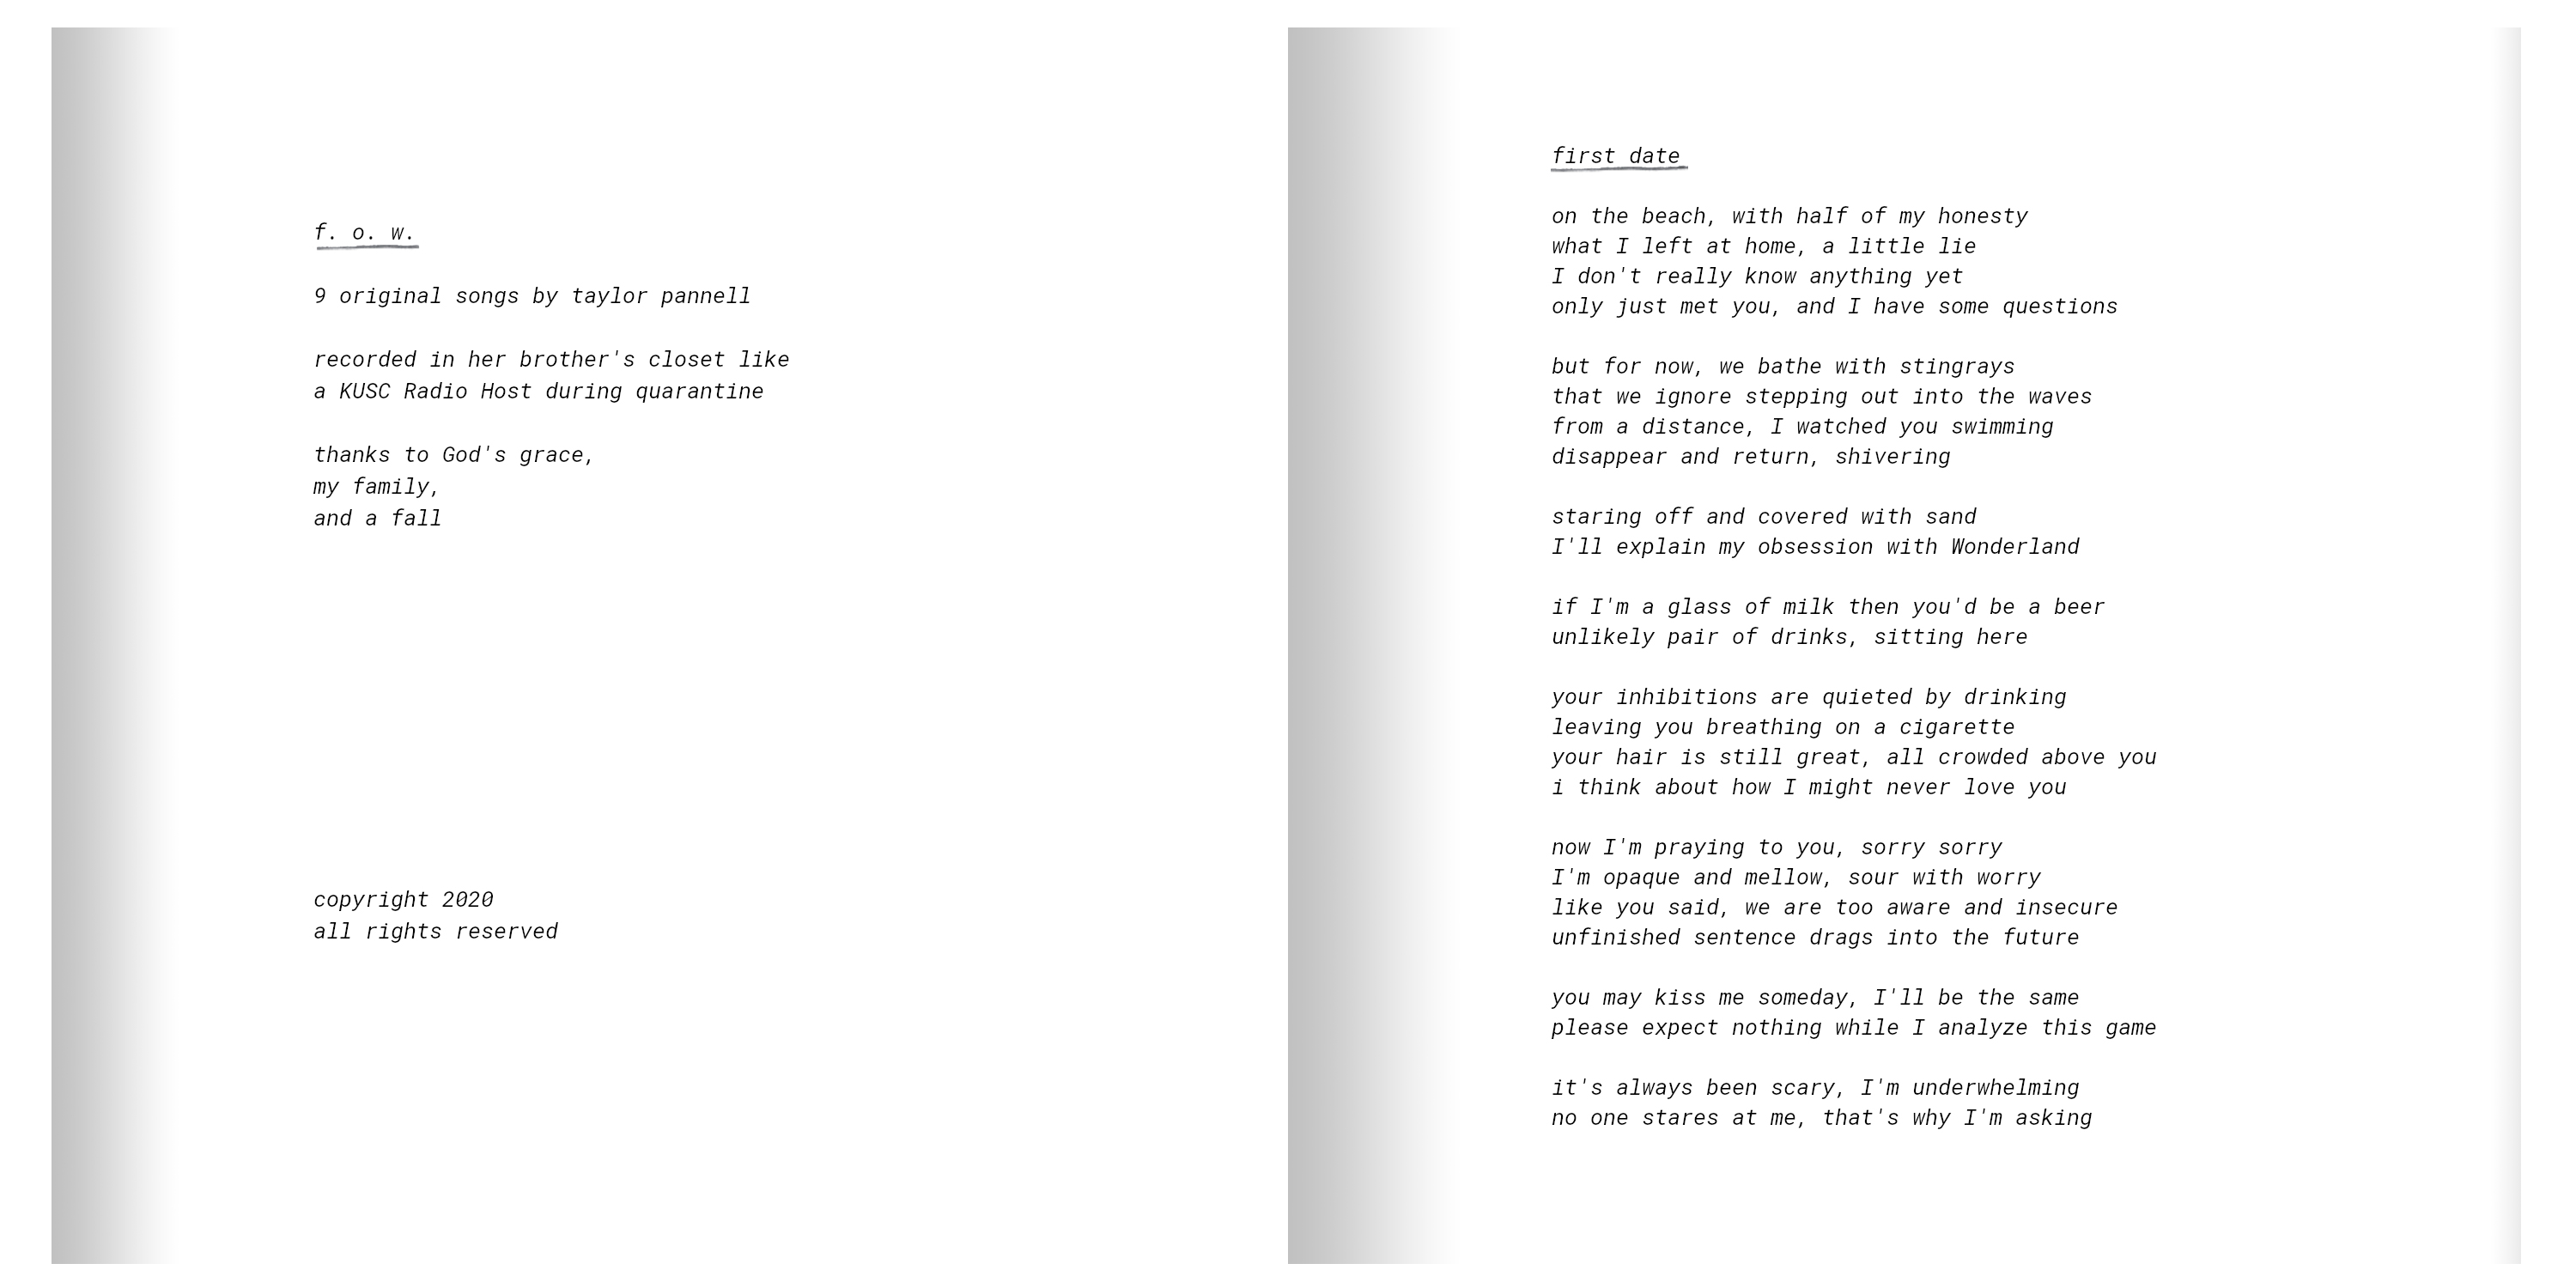 f. o. w.
9 original songs by taylor pannell
recorded in her brother's closet like
a KUSC Radio Host during quarantine
thanks to God's grace,
my family,
and a fall
copyright 2020
all rights reserved
first date
on the beach, with half of my honesty
what I left at home, a little lie
I don't really know anything yet
only just met you, and I have some questions
but for now, we bathe with stingrays
that we ignore stepping out into the waves
from a distance, I watched you swimming
disappear and return, shivering
staring off and covered with sand
I'll explain my obsession with Wonderland
if I'm a glass of milk then you'd be a beer
unlikely pair of drinks, sitting here
your inhibitions are quieted by drinking
leaving you breathing on a cigarette
your hair is still great, all crowded above you
i think about how I might never love you
now I'm praying to you, sorry sorry
I'm opaque and mellow, sour with worry
like you said, we are too aware and insecure
unfinished sentence drags into the future
you may kiss me someday, I'll be the same
please expect nothing while I analyze this game
it's always been scary, I'm underwhelming
no one stares at me, that's why I'm asking